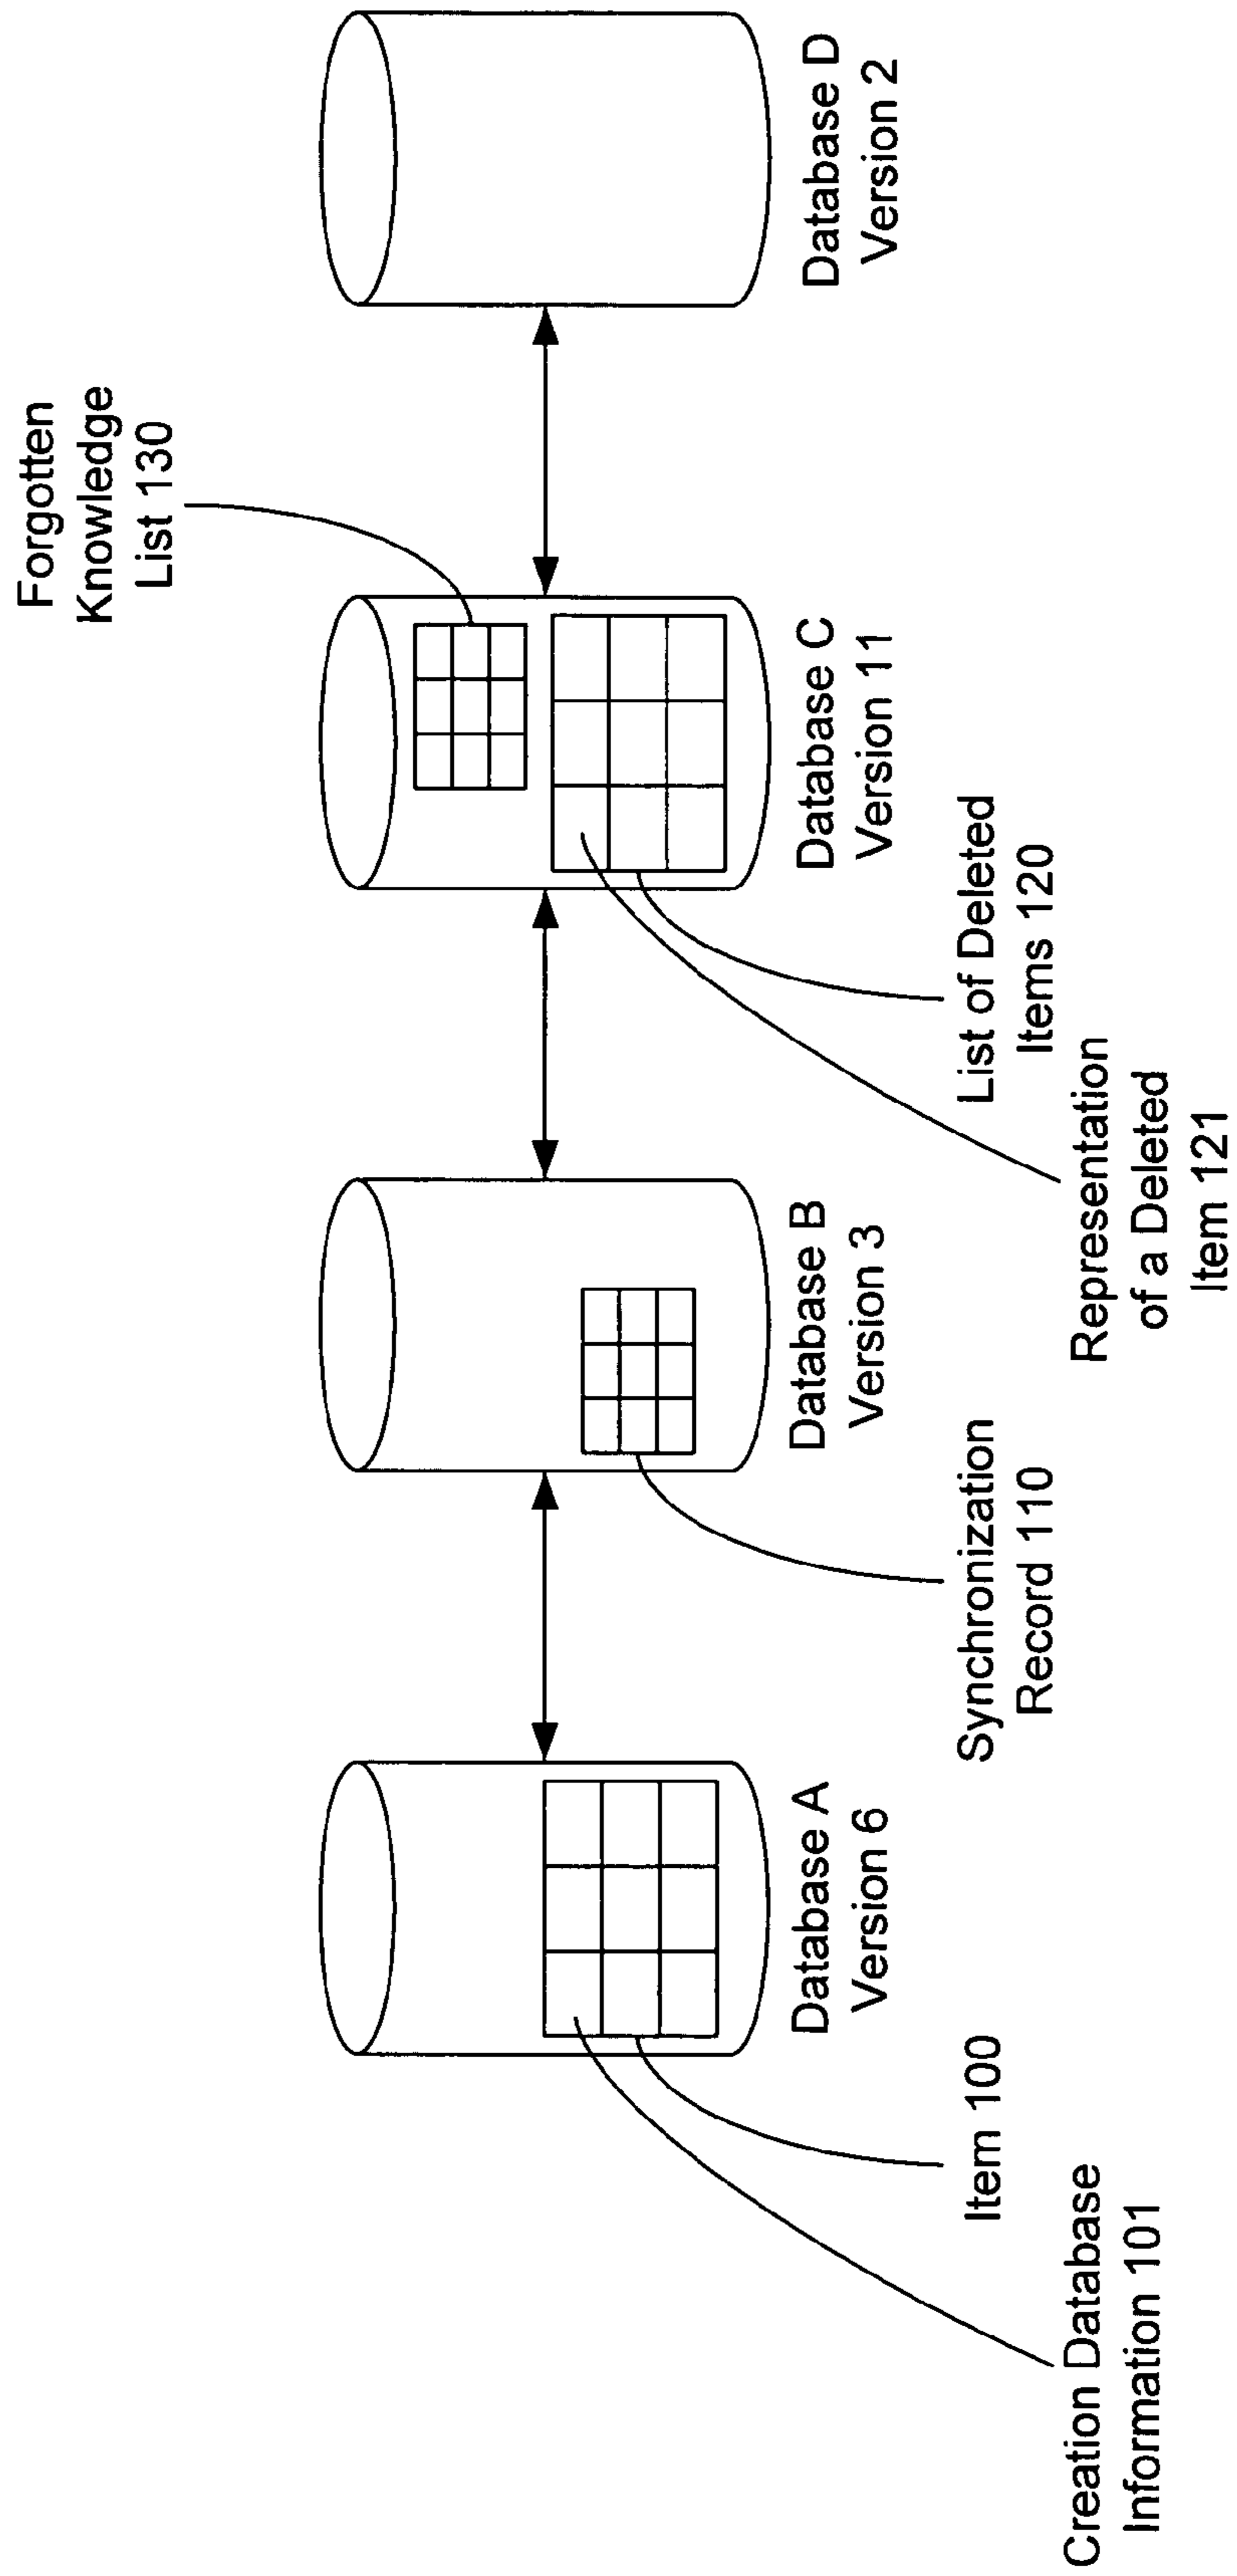 Forgotten
Knowledge
List 130
Database A
Version 6
Database B
Version 3
Database C
Version 11
Database D
Version 2
Creation Database
Information 101
Item 100
Synchronization
Record 110
Representation
of a Deleted
Item 121
List of Deleted
Items 120